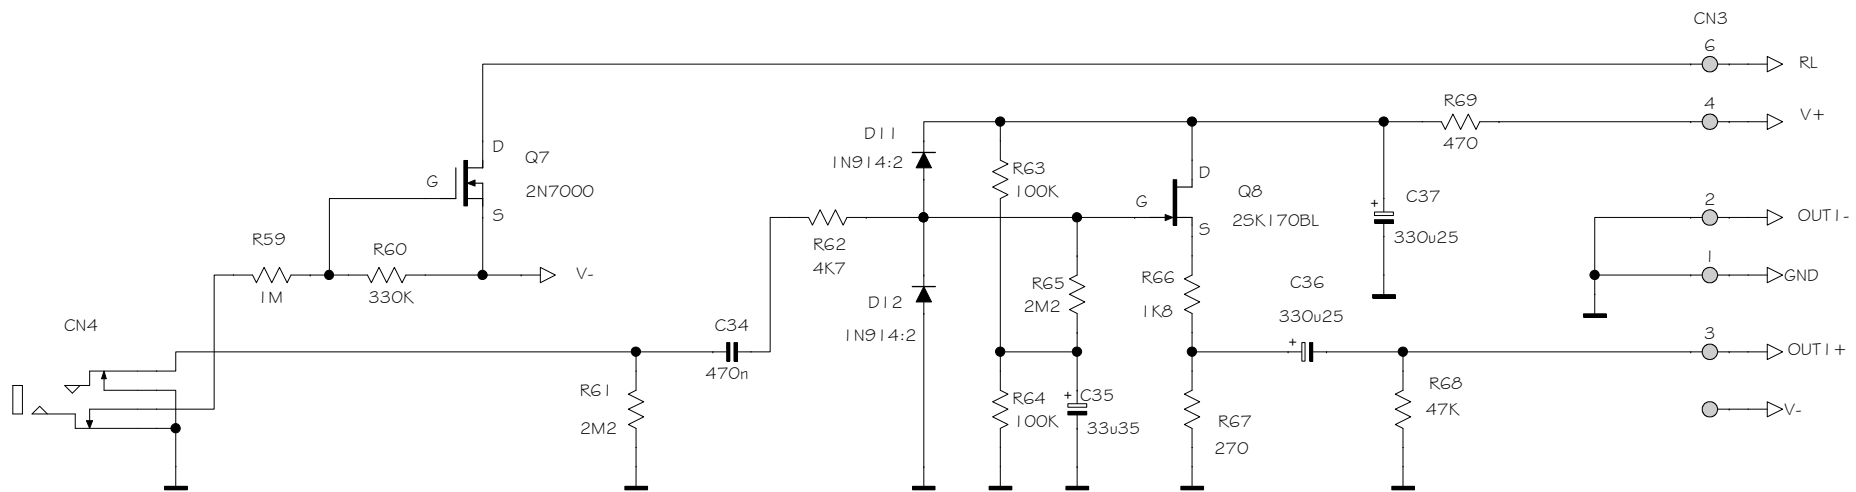 CN3
6
RL
R69
4
V+
470
D11
1N914:2
D
Q7
2N7000
G
S
R63
100K
D
G
Q8
2SK170BL
S
C37
+
330u25
2
OUT1-
R59
1M
R60
330K
V-
R62
4K7
R65
2M2
R66
1K8
C36
330u25
+
1
GND
D12
1N914:2
CN4
C34
470n
3
OUT1+
R61
2M2
R64
100K
C35
+
33u35
R67
270
R68
47K
V-